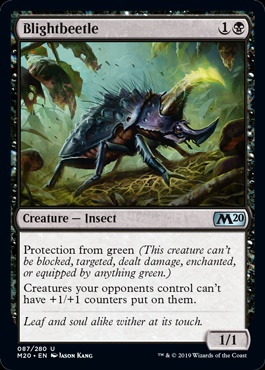 Blightbeetle 1
Creature — Insect M20
Protection from green (This creature can't
be blocked, targeted, dealt damage, enchanted,
or equipped by anything green.)
Creatures your opponents control can't
have +1/+1 counters put on them.
Leaf and soul alike wither at its touch.
1/1
087/280 U
M20 • EN JASON KANG
™ & © 2019 Wizards of the Coast